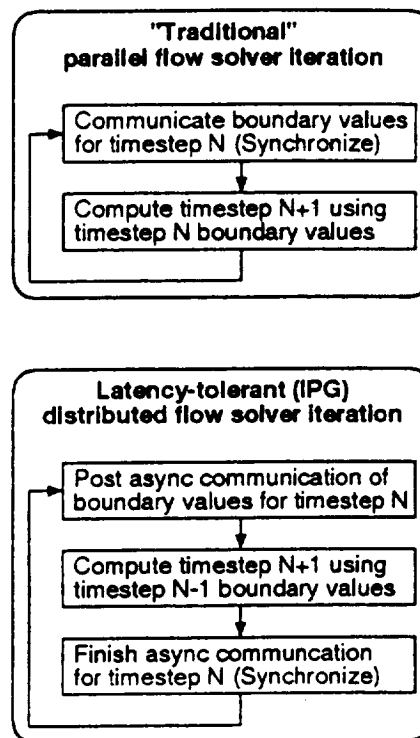 "Traditional"
parallel flow solver iteration
Communicate boundary values
for timestep N (Synchronize)
Compute timestep N+1 using
timestep N boundary values
Latency-tolerant (IPG)
distributed flow solver iteration
Post async communication of
boundary values for timestep N
Compute timestep N+1 using
timestep N-1 boundary values
Finish async communcation
for timestep N (Synchronize)